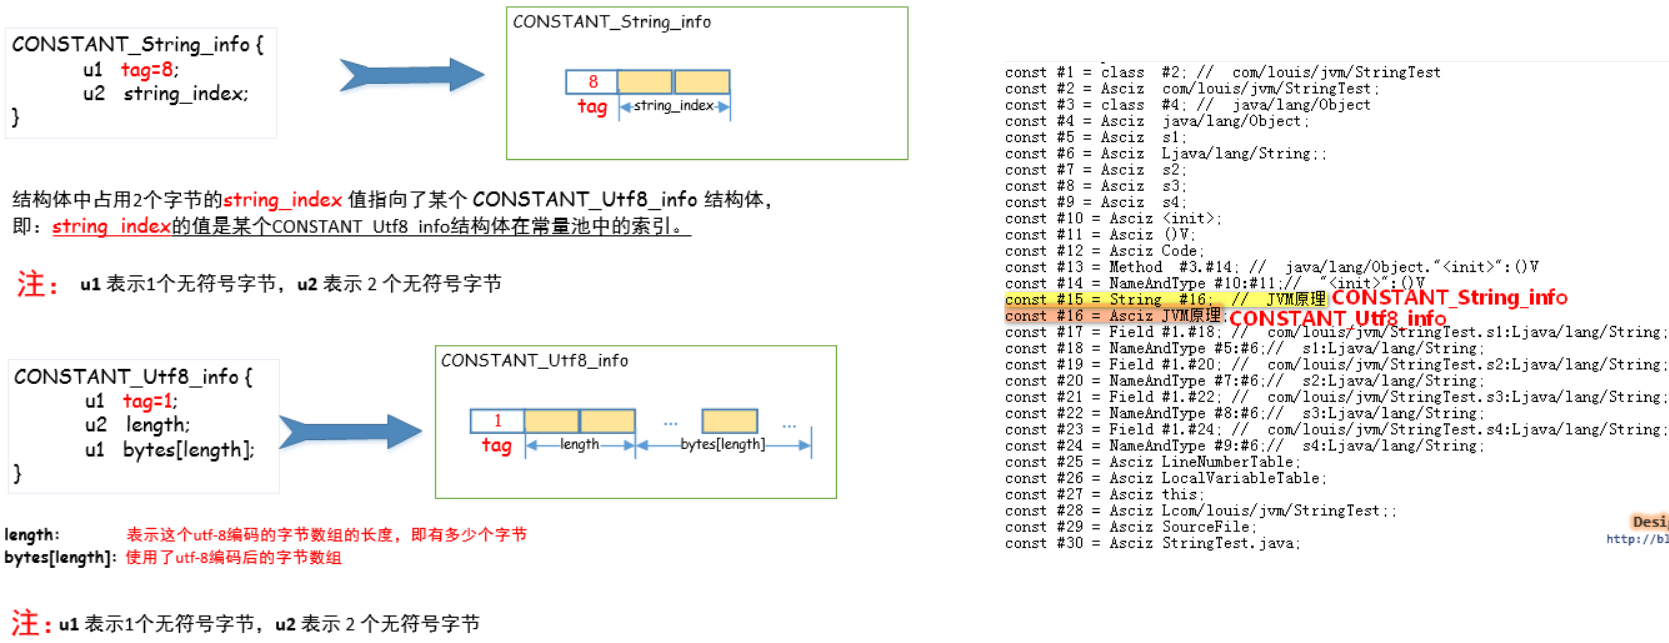 CONSTANT_String_info {
u1 tag=8;
u2 string_index;
}
CONSTANT_String_info
8
tag
string_index
结构体中占用2个字节的string_index 值指向了某个 CONSTANT_Utf8_info 结构体，
即：string_index的值是某个CONSTANT_Utf8_info结构体在常量池中的索引。
注： u1 表示1个无符号字节，u2 表示 2 个无符号字节
CONSTANT_Utf8_info {
u1 tag=1;
u2 length;
u1 bytes[length];
}
CONSTANT_Utf8_info
1
... ...
tag
length
bytes[length]
length: 表示这个utf-8编码的字节数组的长度，即有多少个字节
bytes[length]: 使用了utf-8编码后的字节数组
注：u1 表示1个无符号字节，u2 表示 2 个无符号字节
const #1 = class #2; // com/louis/jvm/StringTest
const #2 = Asciz com/louis/jvm/StringTest;
const #3 = class #4; // java/lang/Object
const #4 = Asciz java/lang/Object;
const #5 = Asciz s1;
const #6 = Asciz Ljava/lang/String;;
const #7 = Asciz s2;
const #8 = Asciz s3;
const #9 = Asciz s4;
const #10 = Asciz <init>;
const #11 = Asciz ()V;
const #12 = Asciz Code;
const #13 = Method #3.#14; // java/lang/Object."<init>":()V
const #14 = NameAndType #10:#11;// "<init>":()V
const #15 = String #16; // JVM原理 CONSTANT_String_info
const #16 = Asciz JVM原理; CONSTANT_Utf8_info
const #17 = Field #1.#18; // com/louis/jvm/StringTest.s1:Ljava/lang/String;
const #18 = NameAndType #5:#6;// s1:Ljava/lang/String;
const #19 = Field #1.#20; // com/louis/jvm/StringTest.s2:Ljava/lang/String;
const #20 = NameAndType #7:#6;// s2:Ljava/lang/String;
const #21 = Field #1.#22; // com/louis/jvm/StringTest.s3:Ljava/lang/String;
const #22 = NameAndType #8:#6;// s3:Ljava/lang/String;
const #23 = Field #1.#24; // com/louis/jvm/StringTest.s4:Ljava/lang/String;
const #24 = NameAndType #9:#6;// s4:Ljava/lang/String;
const #25 = Asciz LineNumberTable;
const #26 = Asciz LocalVariableTable;
const #27 = Asciz this;
const #28 = Asciz Lcom/louis/jvm/StringTest;;
const #29 = Asciz SourceFile;
const #30 = Asciz StringTest.java;
Desi
http://bl